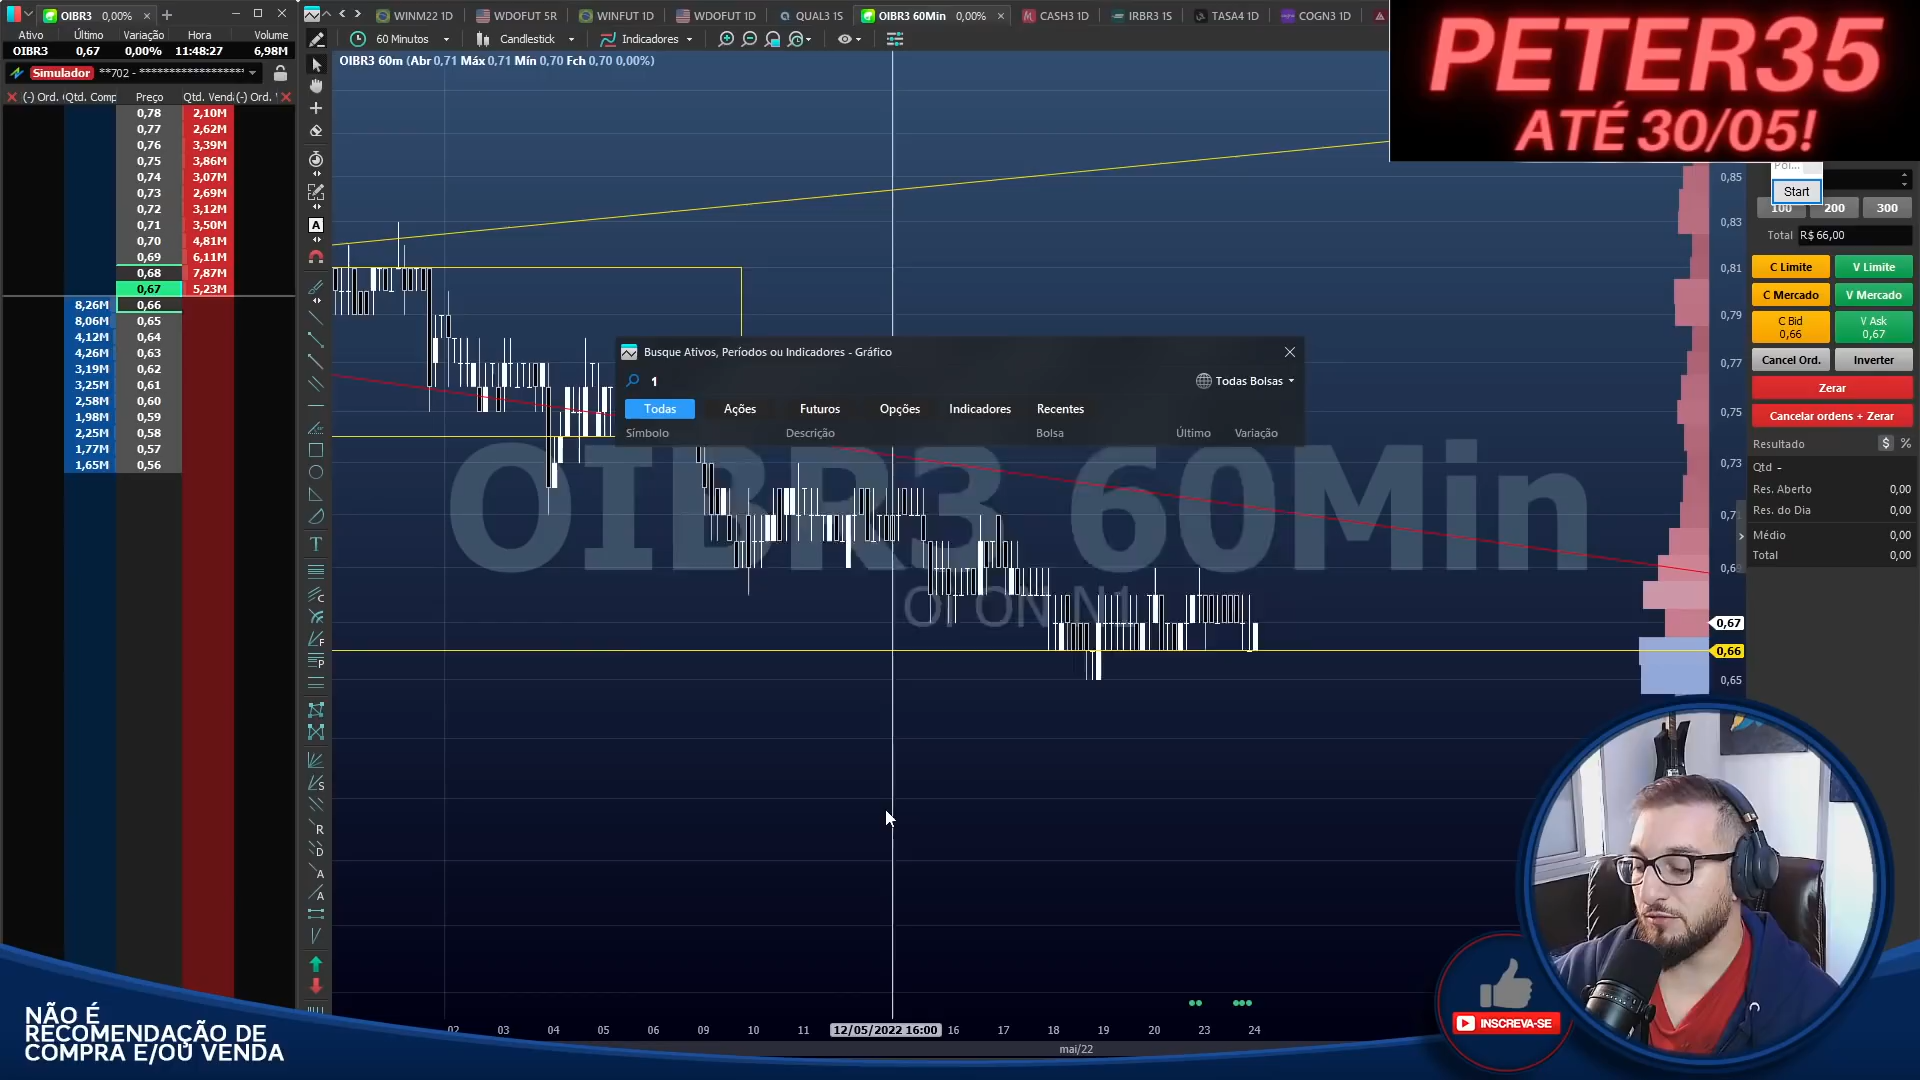 OIBR3 0,00%
WINM22 1D
WDOFUT 5R
WINFUT 1D
WDOFUT 1D
QUAL3 1S
OIBR3 60Min 0,00%
CASH3 1D
IRBR3 1S
TASA4 1D
COGN3 1D
PETER35
ATÉ 30/05!
Ativo Último Variação Hora Volume
OIBR3 0,67 0,00% 11:48:27 6,98M
60 Minutos
Candlestick
Indicadores
Simulador **702 - *******************
OIBR3 60m (Abr 0,71 Máx 0,71 Mín 0,70 Fch 0,70 0,00%)
(-) Ord. Qtd. Comp Preço Qtd. Vend (-) Ord.
0,78 2,10M
0,77 2,62M
0,76 3,39M
0,75 3,86M
0,74 3,07M
0,73 2,69M
0,72 3,12M
0,71 3,50M
0,70 4,81M
0,69 6,11M
0,68 7,87M
0,67 5,23M
8,26M 0,66
8,06M 0,65
4,12M 0,64
4,26M 0,63
3,19M 0,62
3,25M 0,61
2,58M 0,60
1,98M 0,59
2,25M 0,58
1,77M 0,57
1,65M 0,56
Busque Ativos, Períodos ou Indicadores - Gráfico
1
Todas Bolsas
Todas Ações Futuros Opções Indicadores Recentes
Símbolo Descrição Bolsa Último Variação
OIBR3 60Min
OI ON N1
0,85
0,83
0,81
0,79
0,77
0,75
0,73
0,67
0,66
0,65
Start
100 200 300
Total R$ 66,00
C Limite V Limite
C Mercado V Mercado
C Bid V Ask
0,66 0,67
Cancel Ord. Inverter
Zerar
Cancelar ordens + Zerar
Resultado $ %
Qtd -
Res. Aberto 0,00
Res. do Dia 0,00
Médio 0,00
Total 0,00
02 03 04 05 06 09 10 11 12/05/2022 16:00 16 17 18 19 20 23 24
mai/22
NÃO É
RECOMENDAÇÃO DE
COMPRA E/OU VENDA
INSCREVA-SE